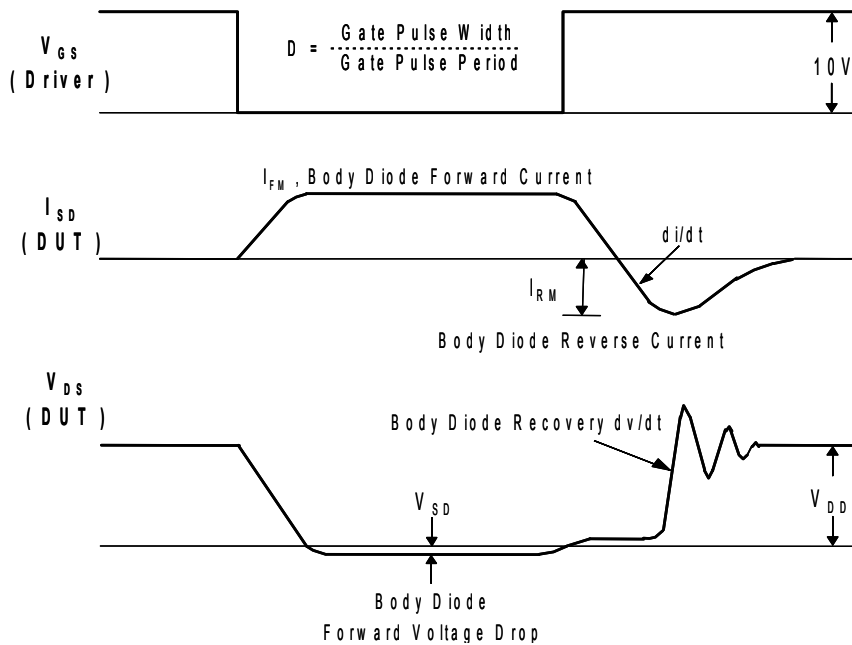 V GS
(Driver)
D = Gate Pulse Width
Gate Pulse Period
10V
I FM , Body Diode Forward Current
I SD
(DUT)
di/dt
I RM
Body Diode Reverse Current
V DS
(DUT)
Body Diode Recovery dv/dt
V SD
V DD
Body Diode
Forward Voltage Drop